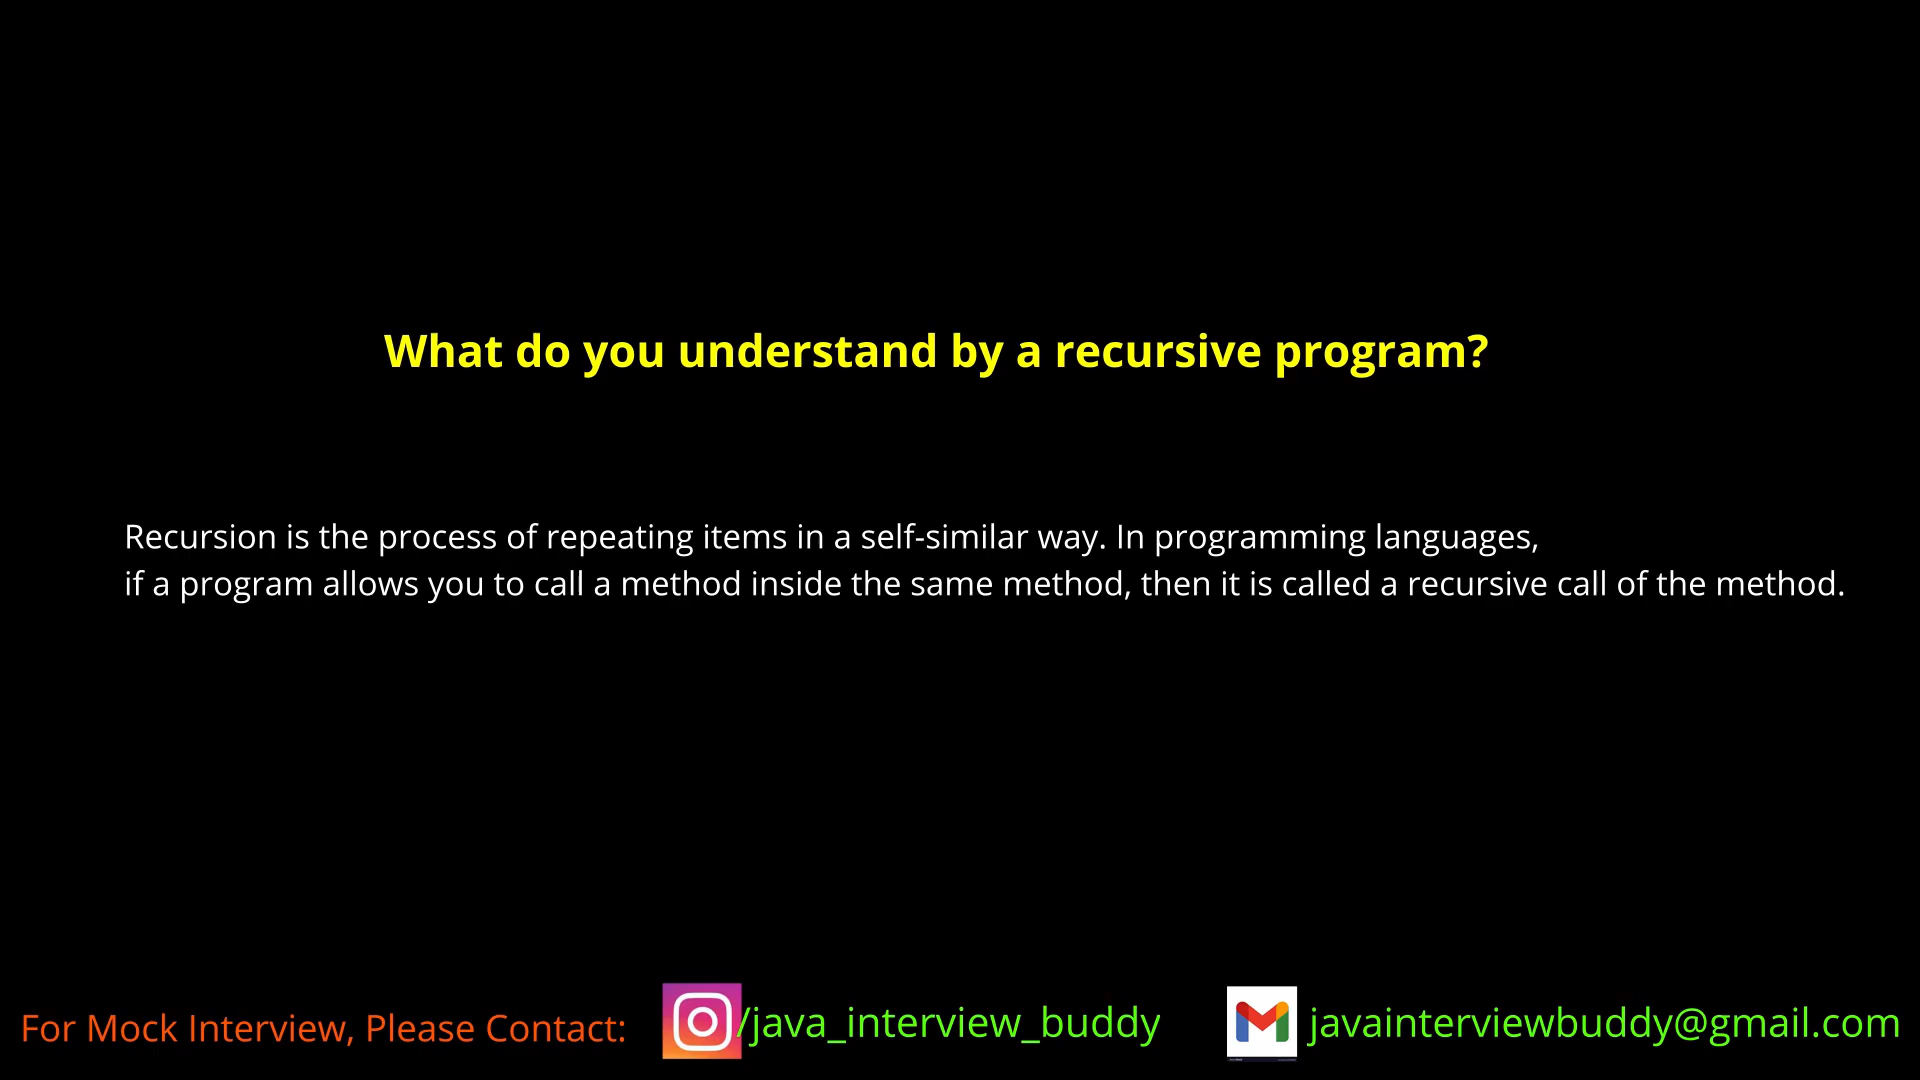 What do you understand by a recursive program?
Recursion is the process of repeating items in a self-similar way. In programming languages,
if a program allows you to call a method inside the same method, then it is called a recursive call of the method.
For Mock Interview, Please Contact: /java_interview_buddy javainterviewbuddy@gmail.com